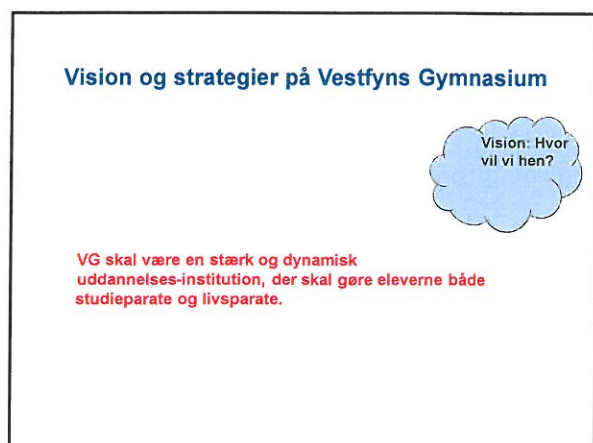 Vision og strategier på Vestfyns Gymnasium
Vision: Hvor
vil vi hen?
VG skal være en stærk og dynamisk
uddannelses-institution, der skal gøre eleverne både
studieparate og livsparate.